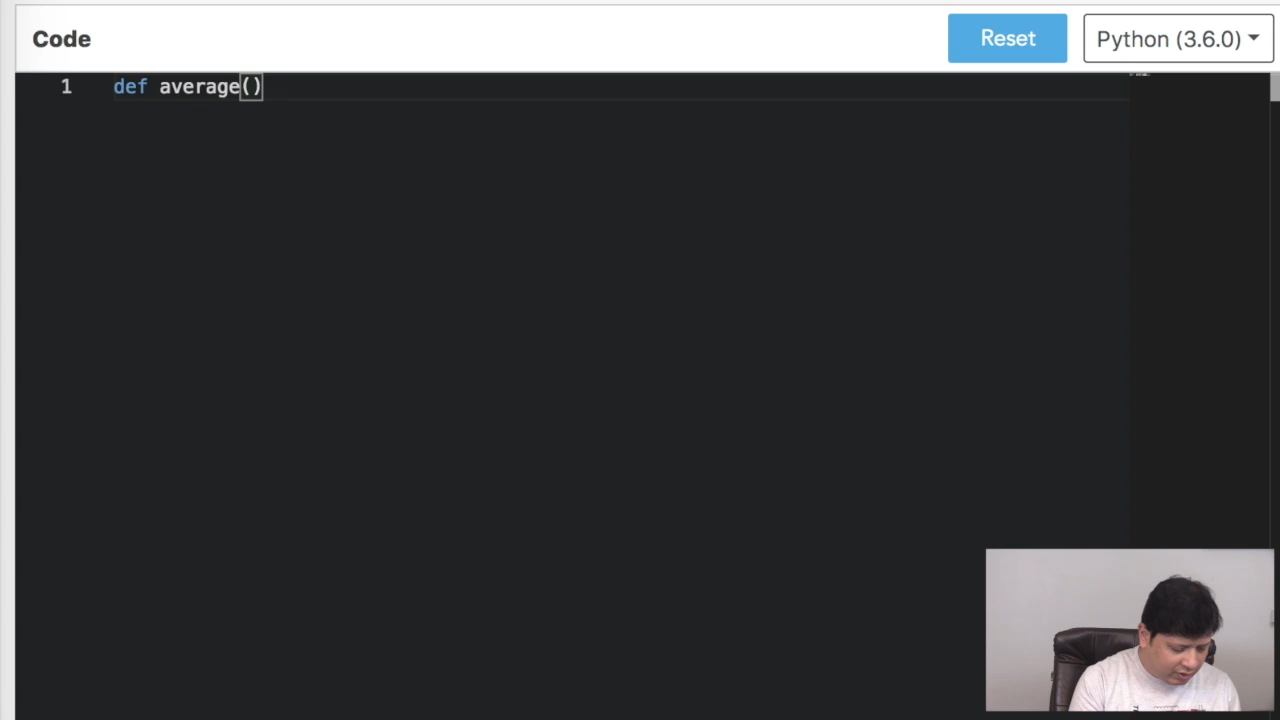 Code
Reset
Python (3.6.0)
1 def average()